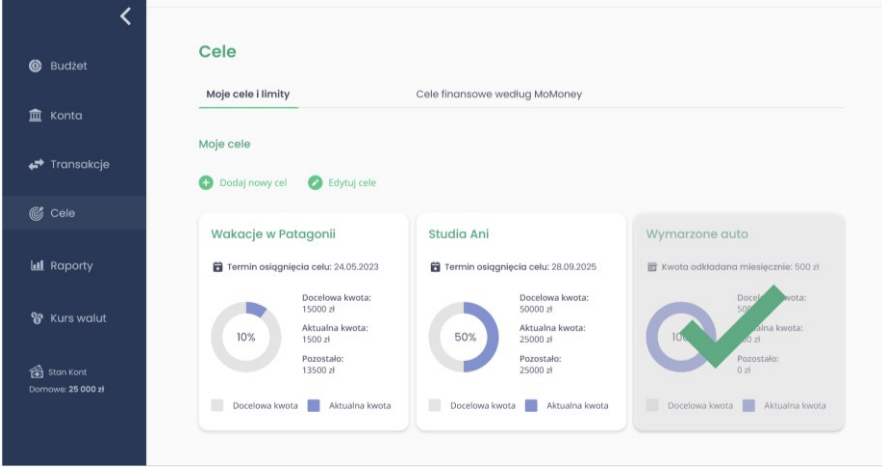 Cele
Budżet
Moje cele i limity
Cele finansowe według MoMoney
Konta
Moje cele
Transakcje
Dodaj nowy cel
Edytuj cele
Cele
Wakacje w Patagonii
Studia Ani
Wymarzone auto
Raporty
Termin osiągnięcia celu: 24.05.2023
Termin osiągnięcia celu: 28.09.2025
Kwota odkładana miesięcznie: 500 zł
Docelowa kwota:
15000 zł
Docelowa kwota:
50000 zł
Kurs walut
10%
Aktualna kwota:
1500 zł
50%
Aktualna kwota:
25000 zł
Pozostało:
13500 zł
Pozostało:
25000 zł
Pozostało:
0 zł
Stan Kont
Domowe: 25 000 zł
Docelowa kwota
Aktualna kwota
Docelowa kwota
Aktualna kwota
Docelowa kwota
Aktualna kwota